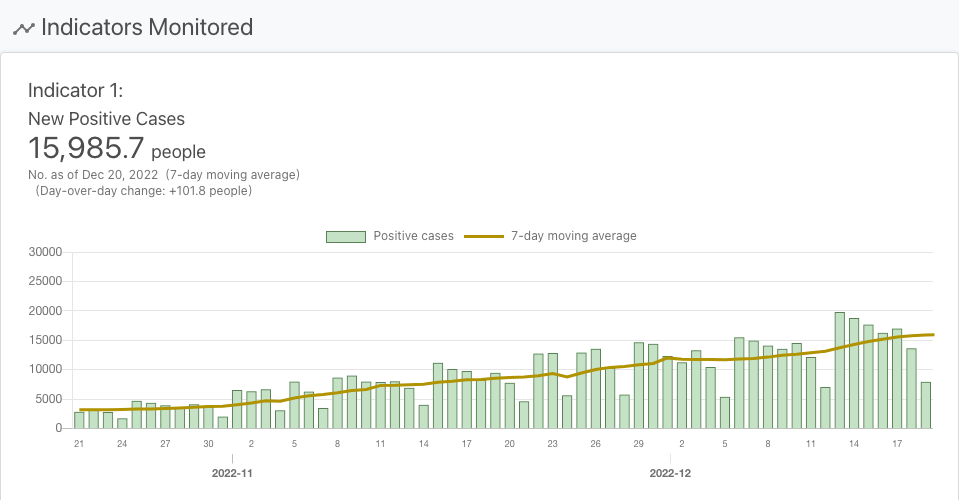 Indicators Monitored
Indicator 1:
New Positive Cases
15,985.7 people
No. as of Dec 20, 2022 (7-day moving average)
(Day-over-day change: +101.8 people)
Positive cases 7-day moving average
30000
25000
20000
15000
10000
5000
0
21 24 27 30 2 5 8 11 14 17 20 23 26 29 2 5 8 11 14 17
2022-11 2022-12